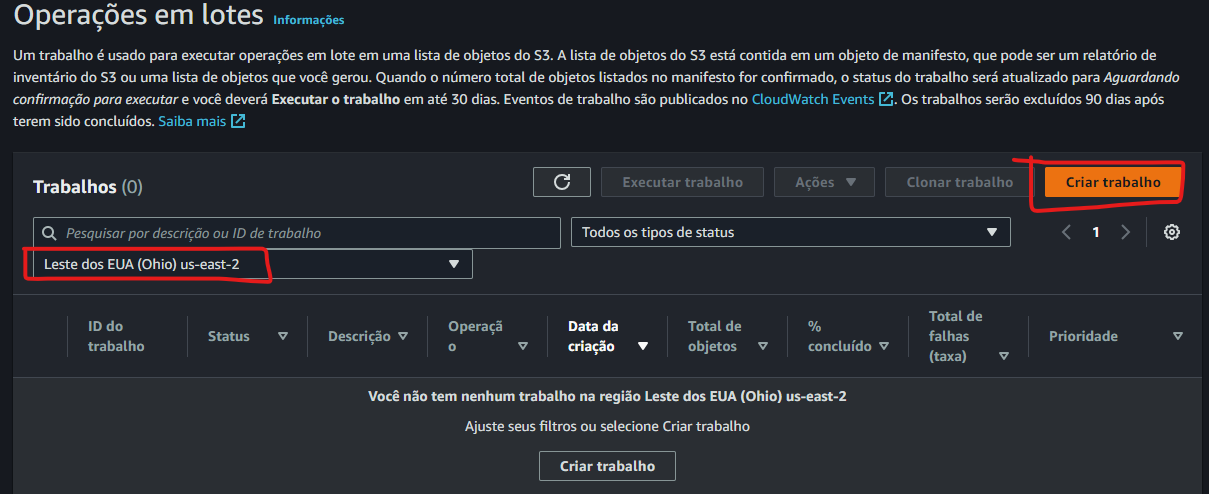 Operações em lotes Informações
Um trabalho é usado para executar operações em lote em uma lista de objetos do S3. A lista de objetos do S3 está contida em um objeto de manifesto, que pode ser um relatório de
inventário do S3 ou uma lista de objetos que você gerou. Quando o número total de objetos listados no manifesto for confirmado, o status do trabalho será atualizado para Aguardando
confirmação para executar e você deverá Executar o trabalho em até 30 dias. Eventos de trabalho são publicados no CloudWatch Events. Os trabalhos serão excluídos 90 dias após
terem sido concluídos. Saiba mais
Trabalhos (0) Executar trabalho Ações Clonar trabalho Criar trabalho
Pesquisar por descrição ou ID de trabalho Todos os tipos de status 1
Leste dos EUA (Ohio) us-east-2
ID do trabalho
Status
Descrição
Operaçã
o
Data da
criação
Total de
objetos
%
concluído
Total de
falhas
(taxa)
Prioridade
Você não tem nenhum trabalho na região Leste dos EUA (Ohio) us-east-2
Ajuste seus filtros ou selecione Criar trabalho
Criar trabalho